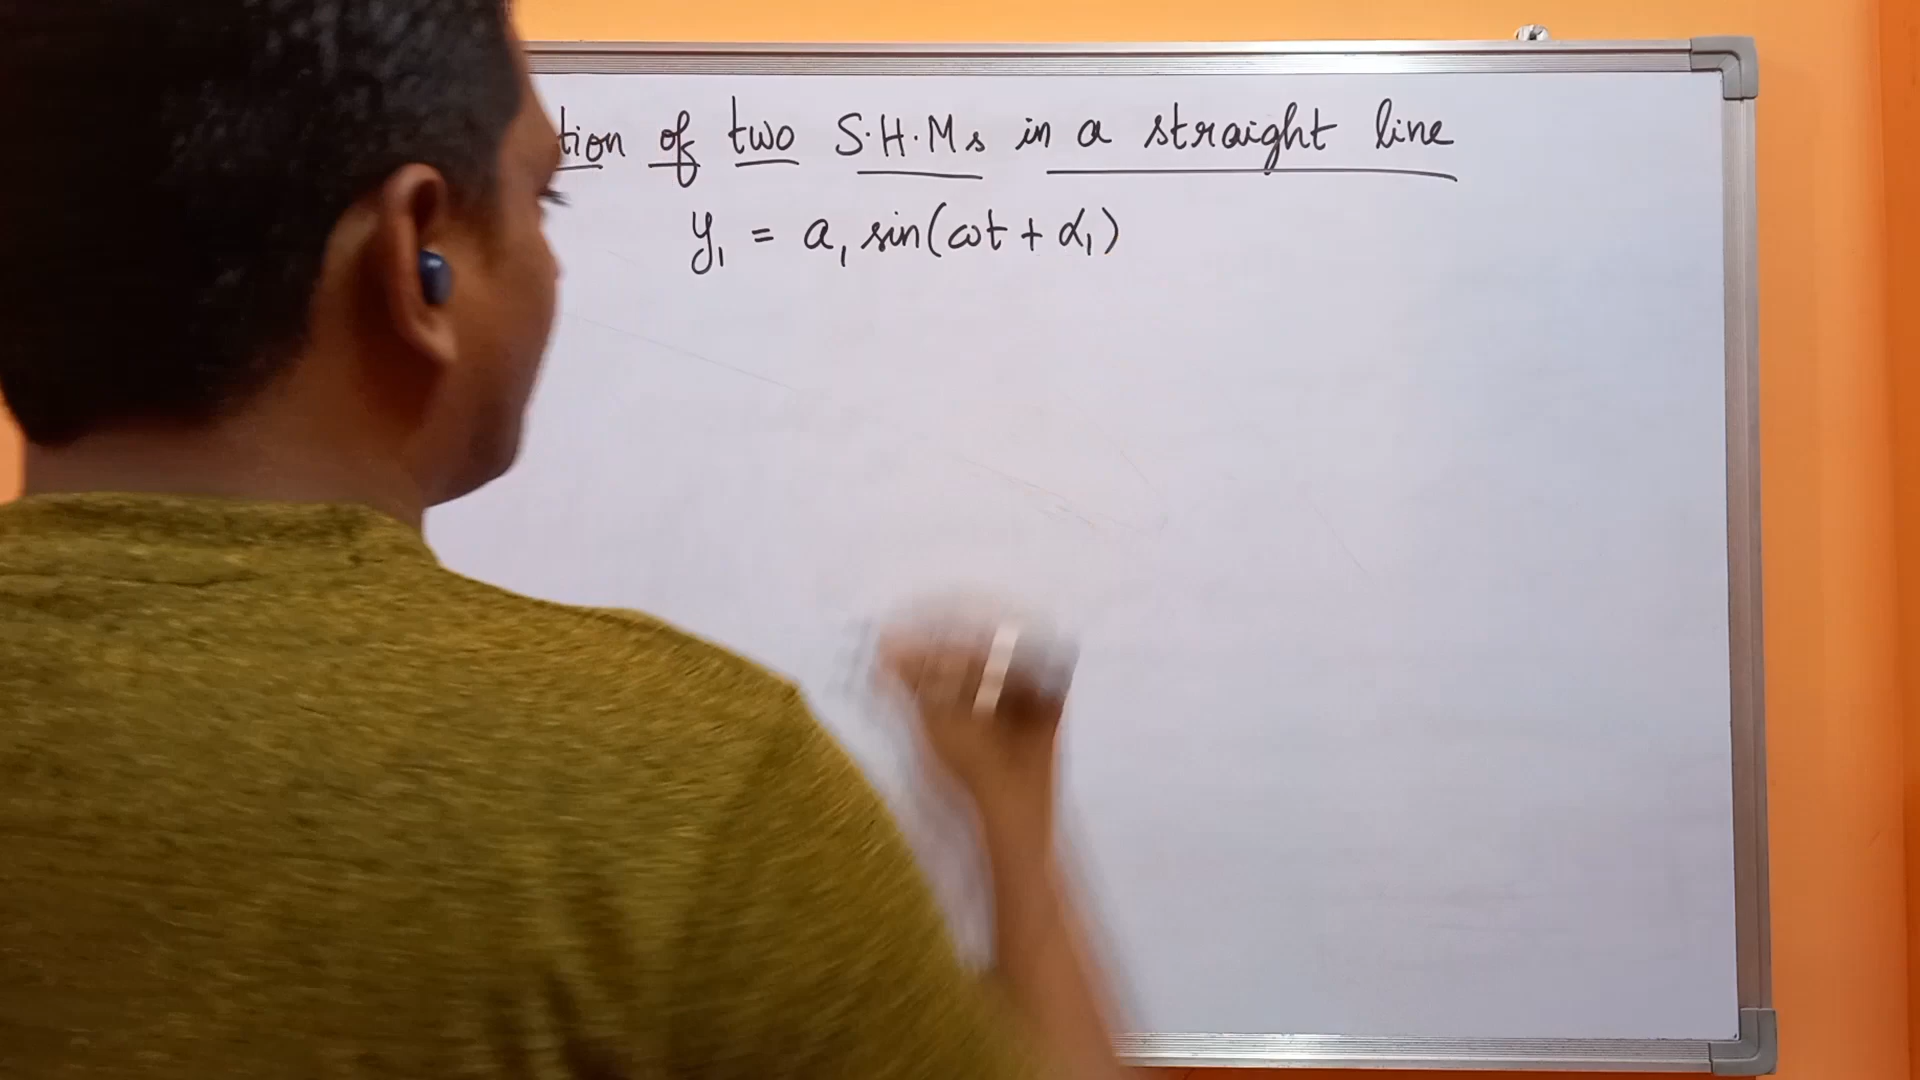 tion of two S.H.Ms in a straight line
y₁ = a₁ sin(ωt + α₁)